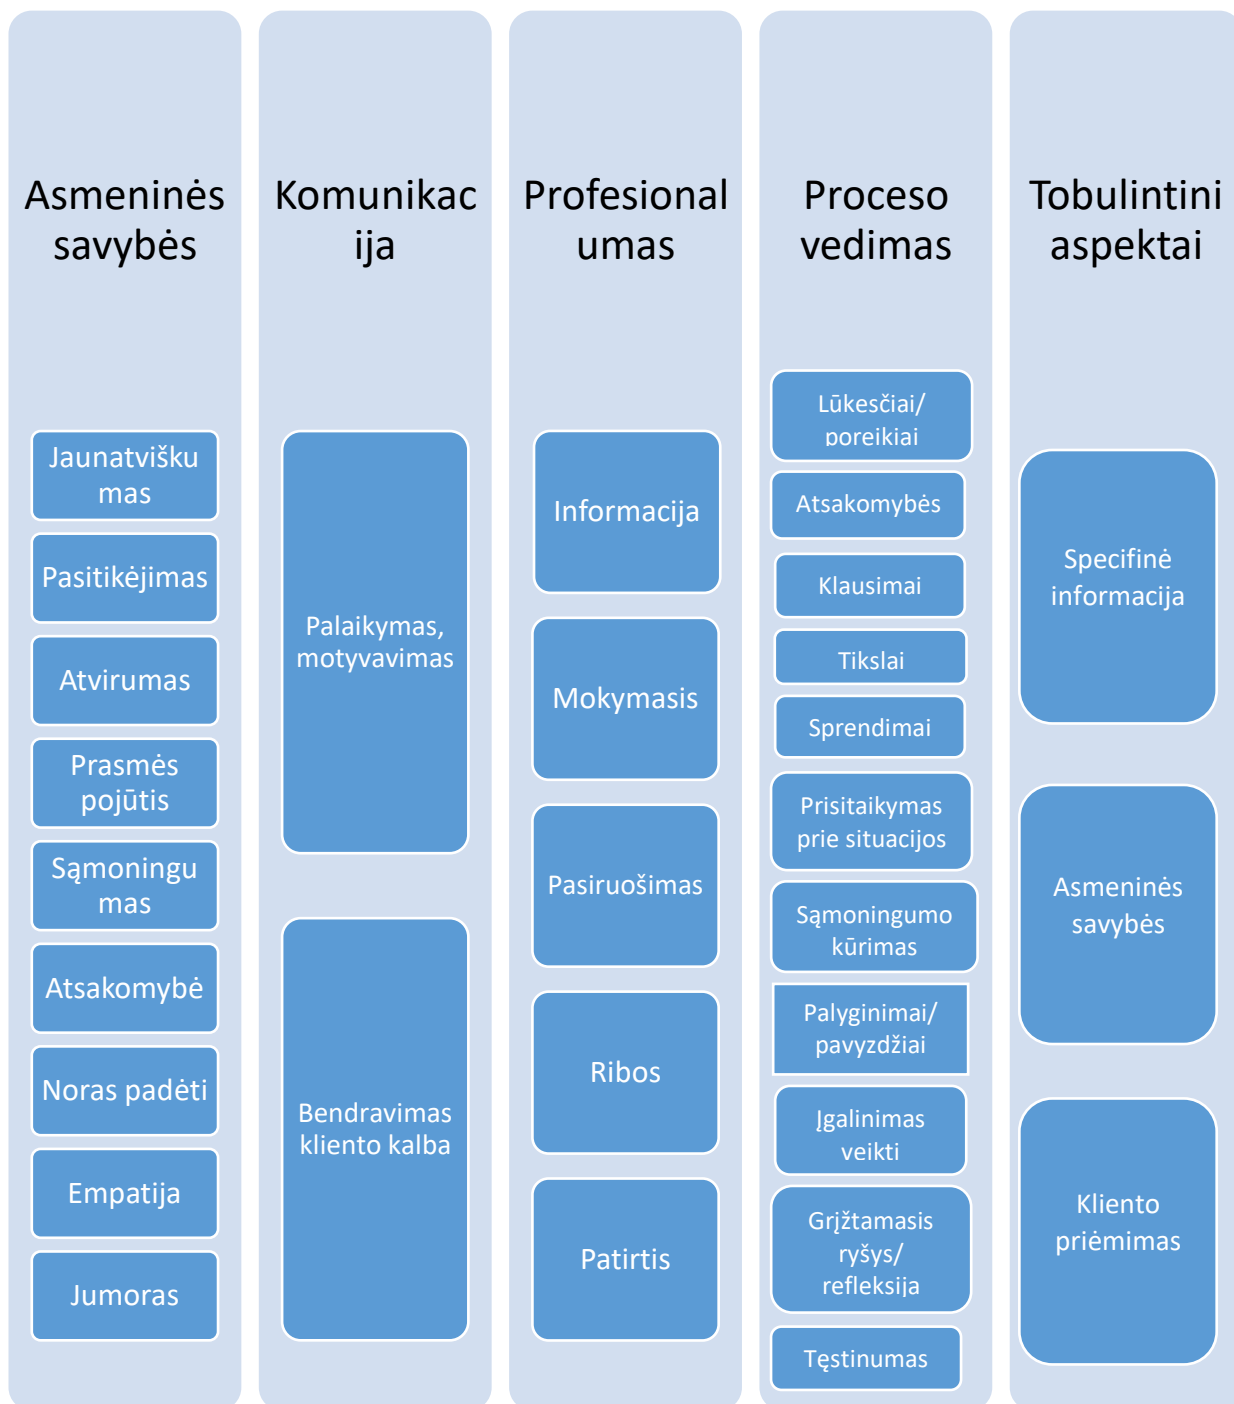 Asmeninės
savybės
Jaunatvišku
mas
Pasitikėjimas
Atvirumas
Prasmės
pojūtis
Sąmoningu
mas
Atsakomybė
Noras padėti
Empatija
Jumoras
Komunikac
ija
Palaikymas,
motyvavimas
Bendravimas
kliento kalba
Profesional
umas
Informacija
Mokymasis
Pasiruošimas
Ribos
Patirtis
Proceso
vedimas
Lūkesčiai/
poreikiai
Atsakomybės
Klausimai
Tikslai
Sprendimai
Prisitaikymas
prie situacijos
Sąmoningumo
kūrimas
Palyginimai/
pavyzdžiai
Įgalinimas
veikti
Grįžtamasis
ryšys/
refleksija
Tęstinumas
Tobulintini
aspektai
Specifinė
informacija
Asmeninės
savybės
Kliento
priėmimas